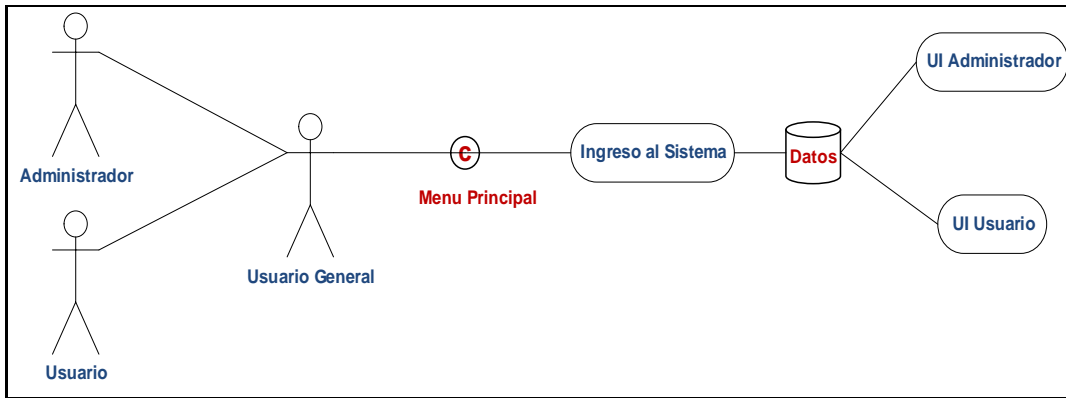 UI Administrador
C
Ingreso al Sistema
Datos
Administrador
Menu Principal
UI Usuario
Usuario General
Usuario